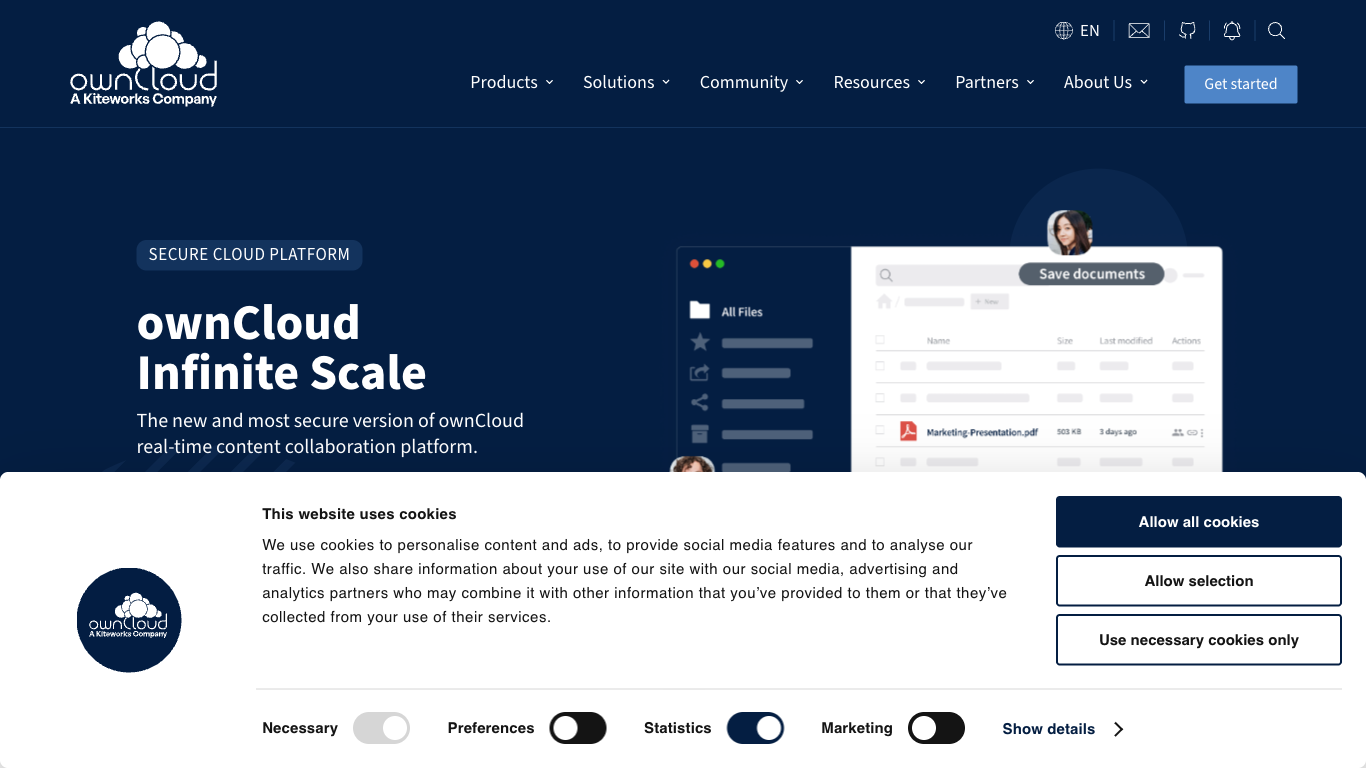 EN
ownCloud
A Kiteworks Company
Products
Solutions
Community
Resources
Partners
About Us
Get started
SECURE CLOUD PLATFORM
ownCloud
Infinite Scale
The new and most secure version of ownCloud
real-time content collaboration platform.
Save documents
All Files
+ New
Name Size Last modified Actions
Marketing-Presentation.pdf 503 KB 3 days ago
This website uses cookies
We use cookies to personalise content and ads, to provide social media features and to analyse our
traffic. We also share information about your use of our site with our social media, advertising and
analytics partners who may combine it with other information that you’ve provided to them or that they’ve
collected from your use of their services.
ownCloud
A Kiteworks Company
Allow all cookies
Allow selection
Use necessary cookies only
Necessary
Preferences
Statistics
Marketing
Show details